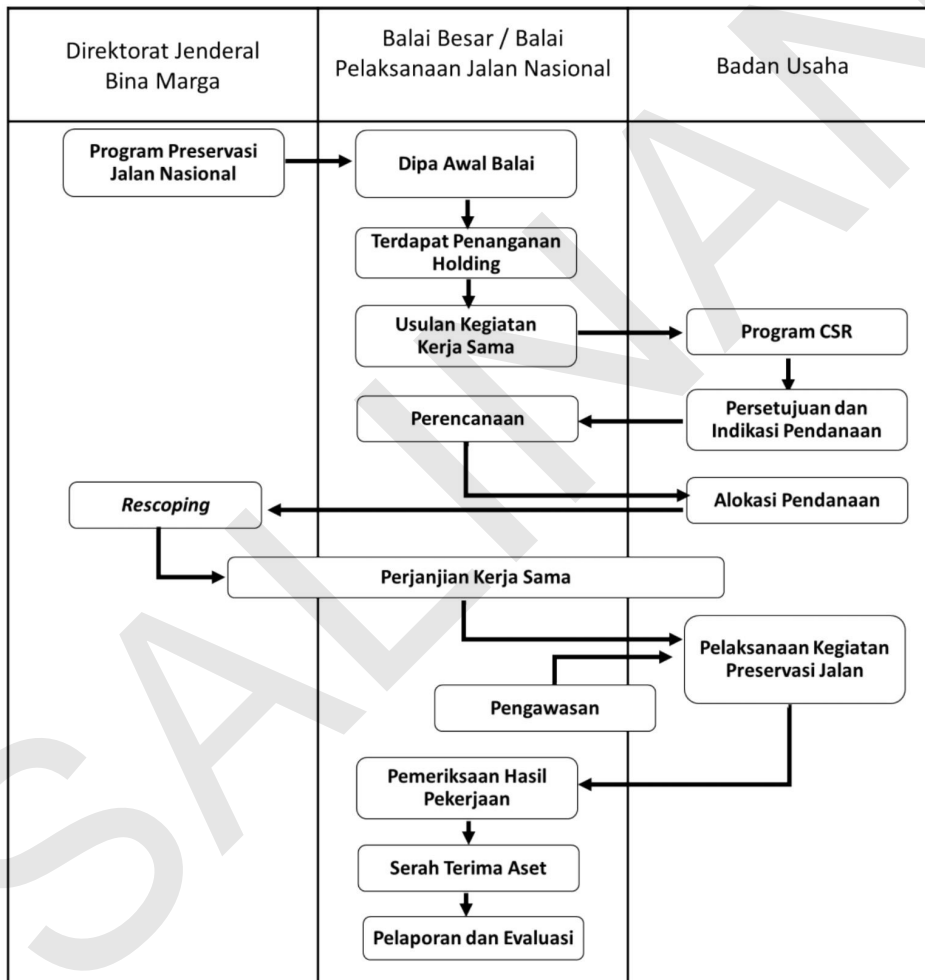 Direktorat Jenderal
Bina Marga
Balai Besar / Balai
Pelaksanaan Jalan Nasional
Badan Usaha
Program Preservasi
Jalan Nasional
Dipa Awal Balai
Terdapat Penanganan
Holding
Usulan Kegiatan
Kerja Sama
Program CSR
Perencanaan
Persetujuan dan
Indikasi Pendanaan
Rescoping
Alokasi Pendanaan
Perjanjian Kerja Sama
Pelaksanaan Kegiatan
Preservasi Jalan
Pengawasan
Pemeriksaan Hasil
Pekerjaan
Serah Terima Aset
Pelaporan dan Evaluasi
SALINAN